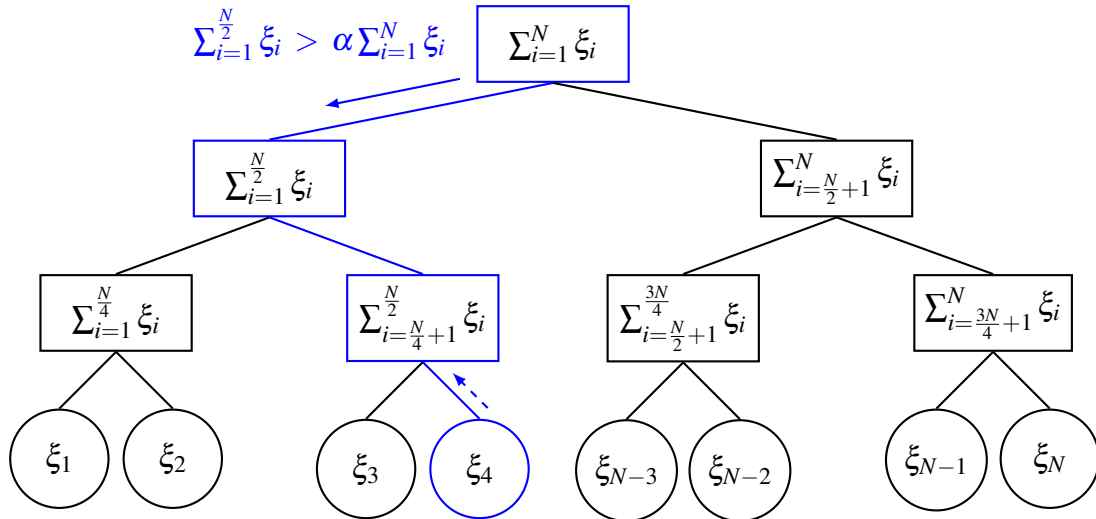 ∑_{i=1}^{N/2} ξ_i > α ∑_{i=1}^{N} ξ_i
∑_{i=1}^{N} ξ_i
∑_{i=1}^{N/2} ξ_i
∑_{i=N/2+1}^{N} ξ_i
∑_{i=1}^{N/4} ξ_i
∑_{i=N/4+1}^{N/2} ξ_i
∑_{i=N/2+1}^{3N/4} ξ_i
∑_{i=3N/4+1}^{N} ξ_i
ξ_1
ξ_2
ξ_3
ξ_4
ξ_{N−3}
ξ_{N−2}
ξ_{N−1}
ξ_N